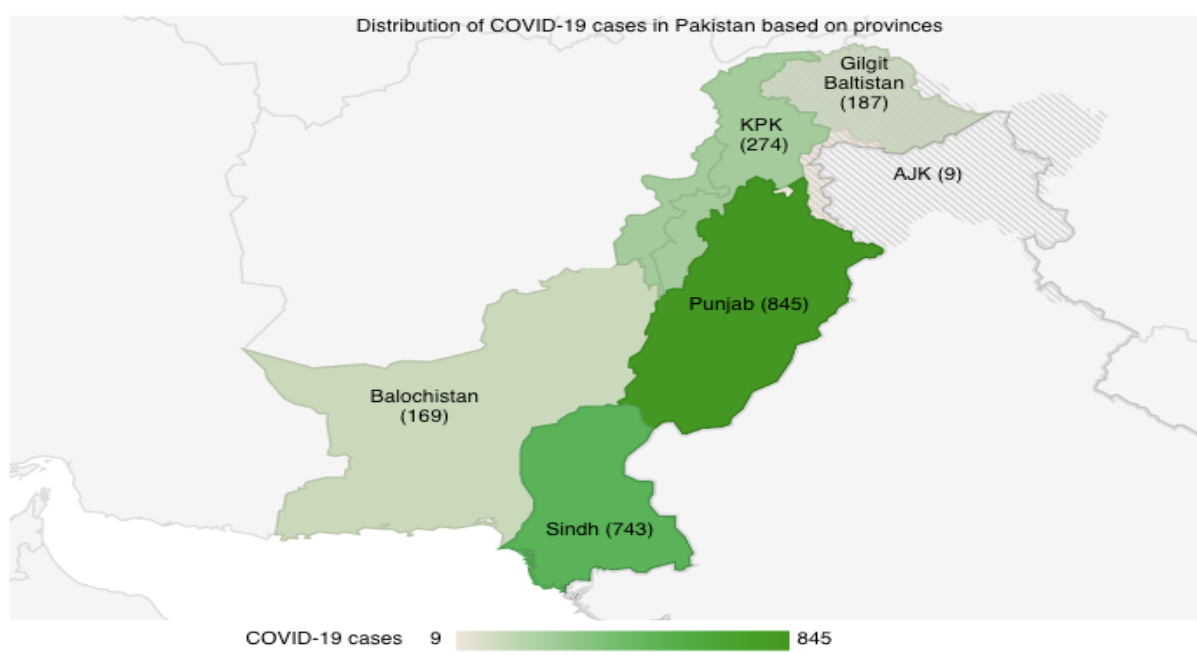 Distribution of COVID-19 cases in Pakistan based on provinces
Gilgit
Baltistan
(187)
KPK
(274)
AJK (9)
Punjab (845)
Balochistan
(169)
Sindh (743)
COVID-19 cases 9 845